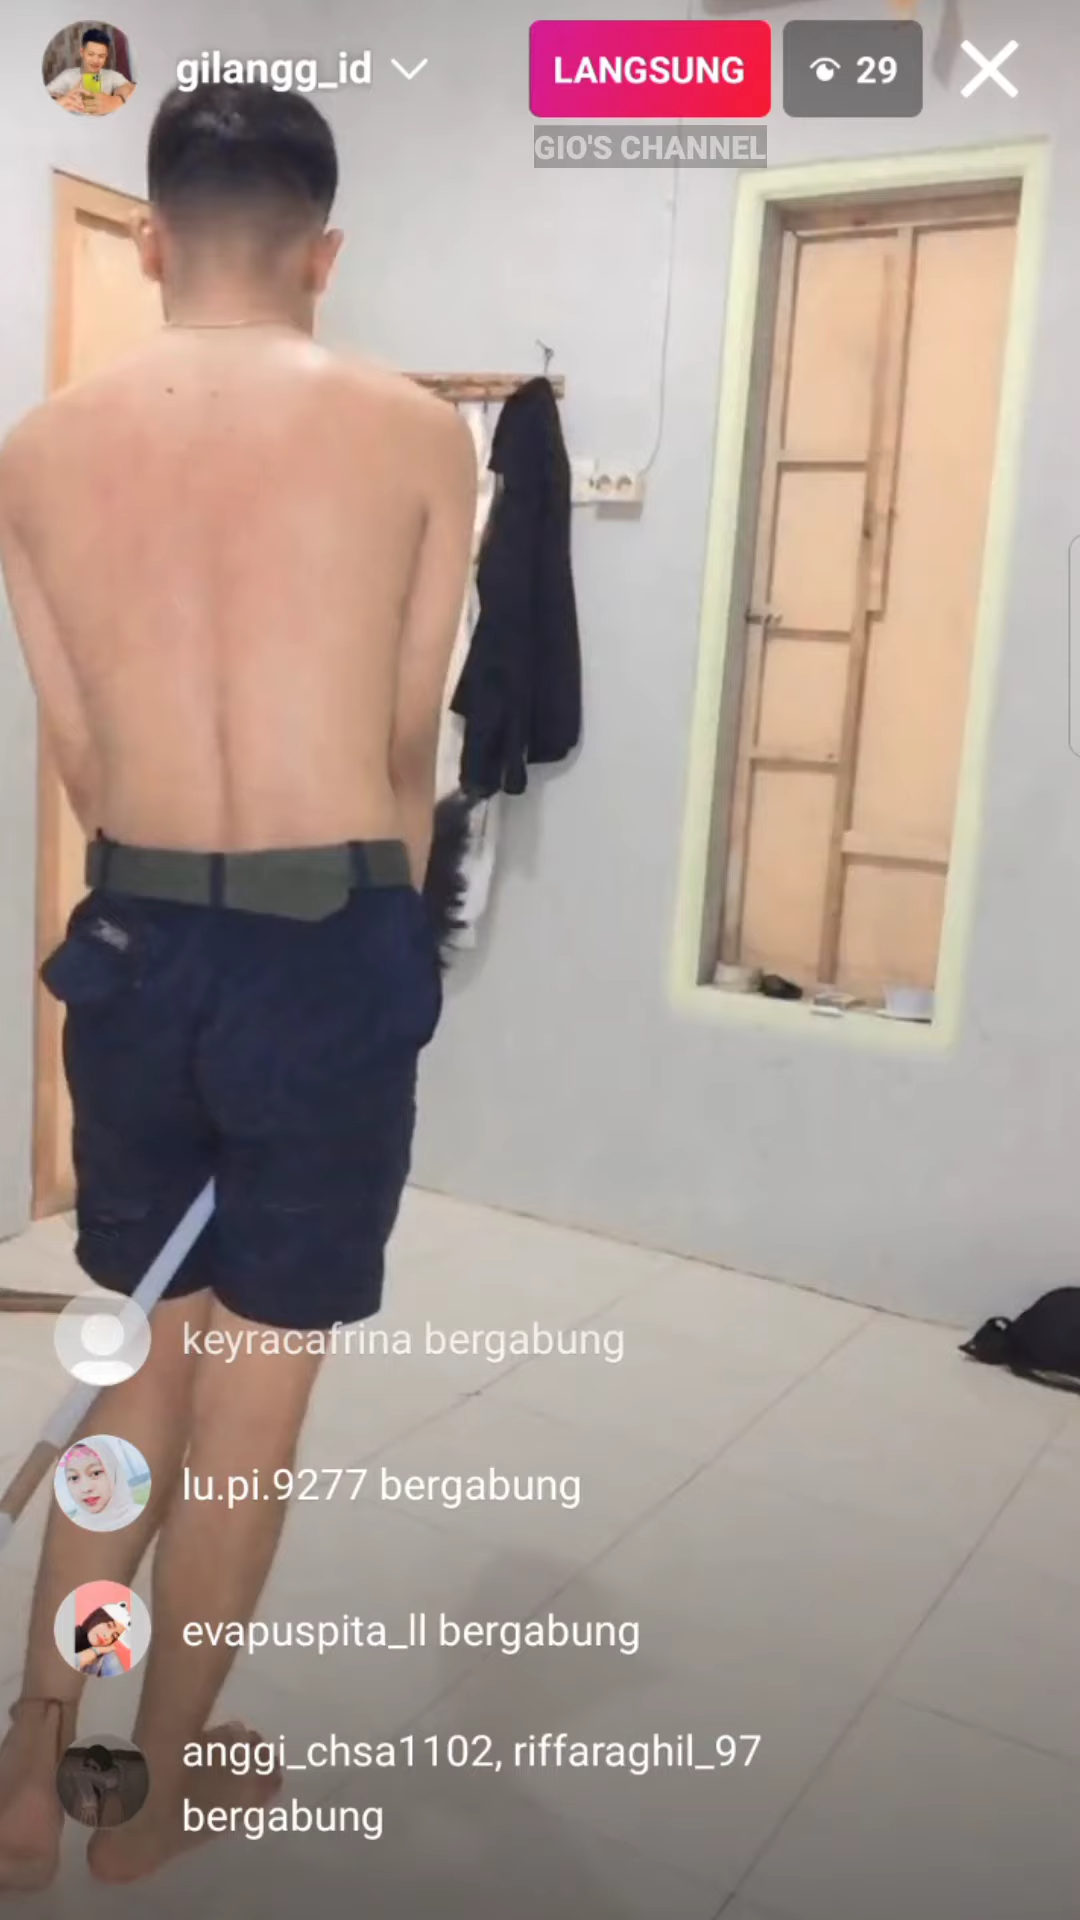 gilangg_id
LANGSUNG
29
GIO'S CHANNEL
keyracafrina bergabung
lu.pi.9277 bergabung
evapuspita_ll bergabung
anggi_chsa1102, riffaraghil_97
bergabung